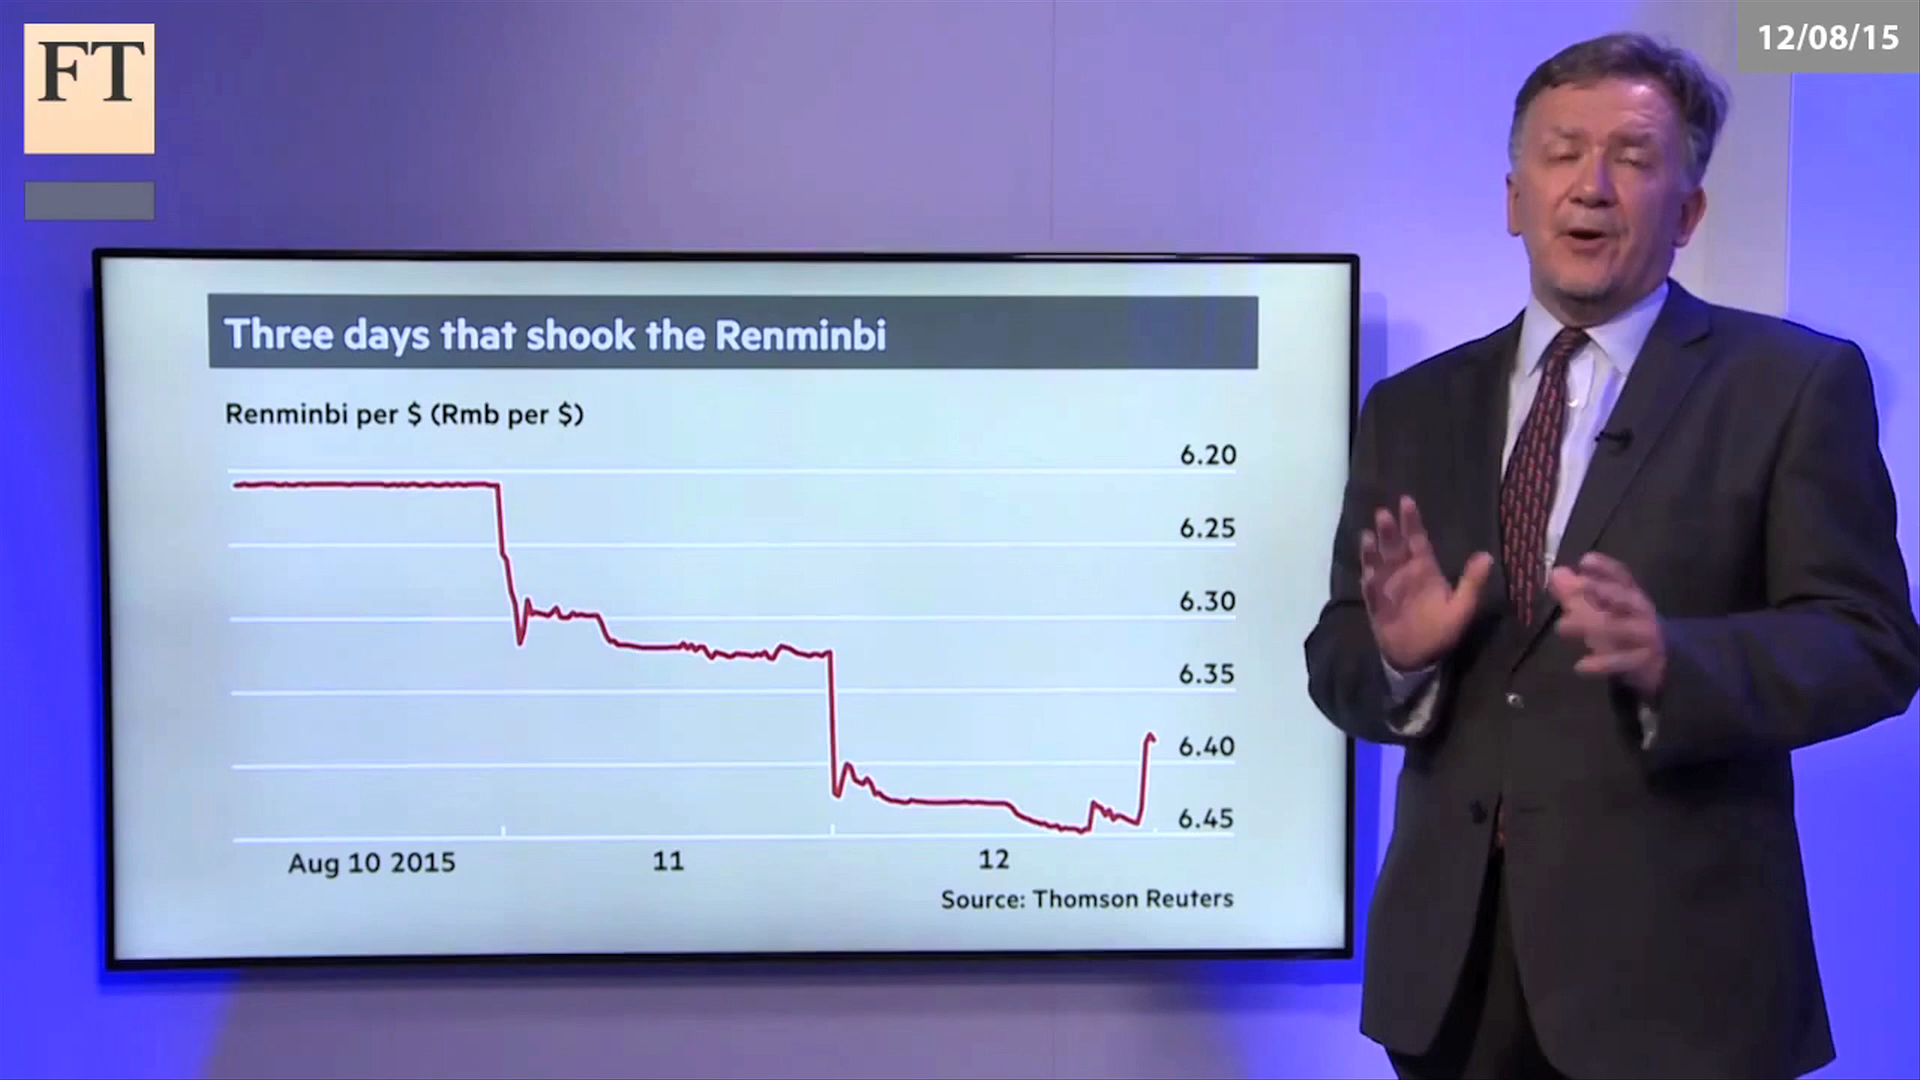 FT
12/08/15
Three days that shook the Renminbi
Renminbi per $ (Rmb per $)
6.20
6.25
6.30
6.35
6.40
6.45
Aug 10 2015
11
12
Source: Thomson Reuters